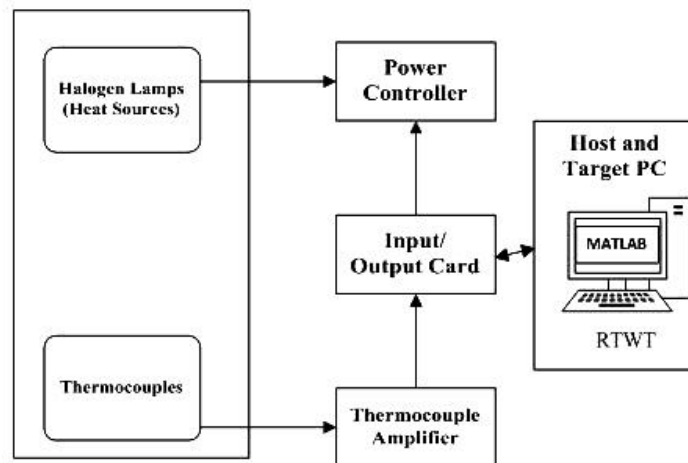 Halogen Lamps
(Heat Sources)
Power
Controller
Host and
Target PC
MATLAB
RTWT
Input/
Output Card
Thermocouples
Thermocouple
Amplifier